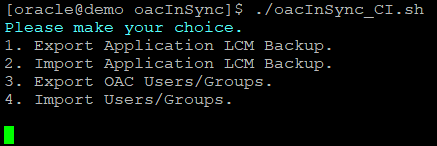 [oracle@demo oacInSync]$ ./oacInSync_CI.sh
Please make your choice.
1. Export Application LCM Backup.
2. Import Application LCM Backup.
3. Export OAC Users/Groups.
4. Import Users/Groups.